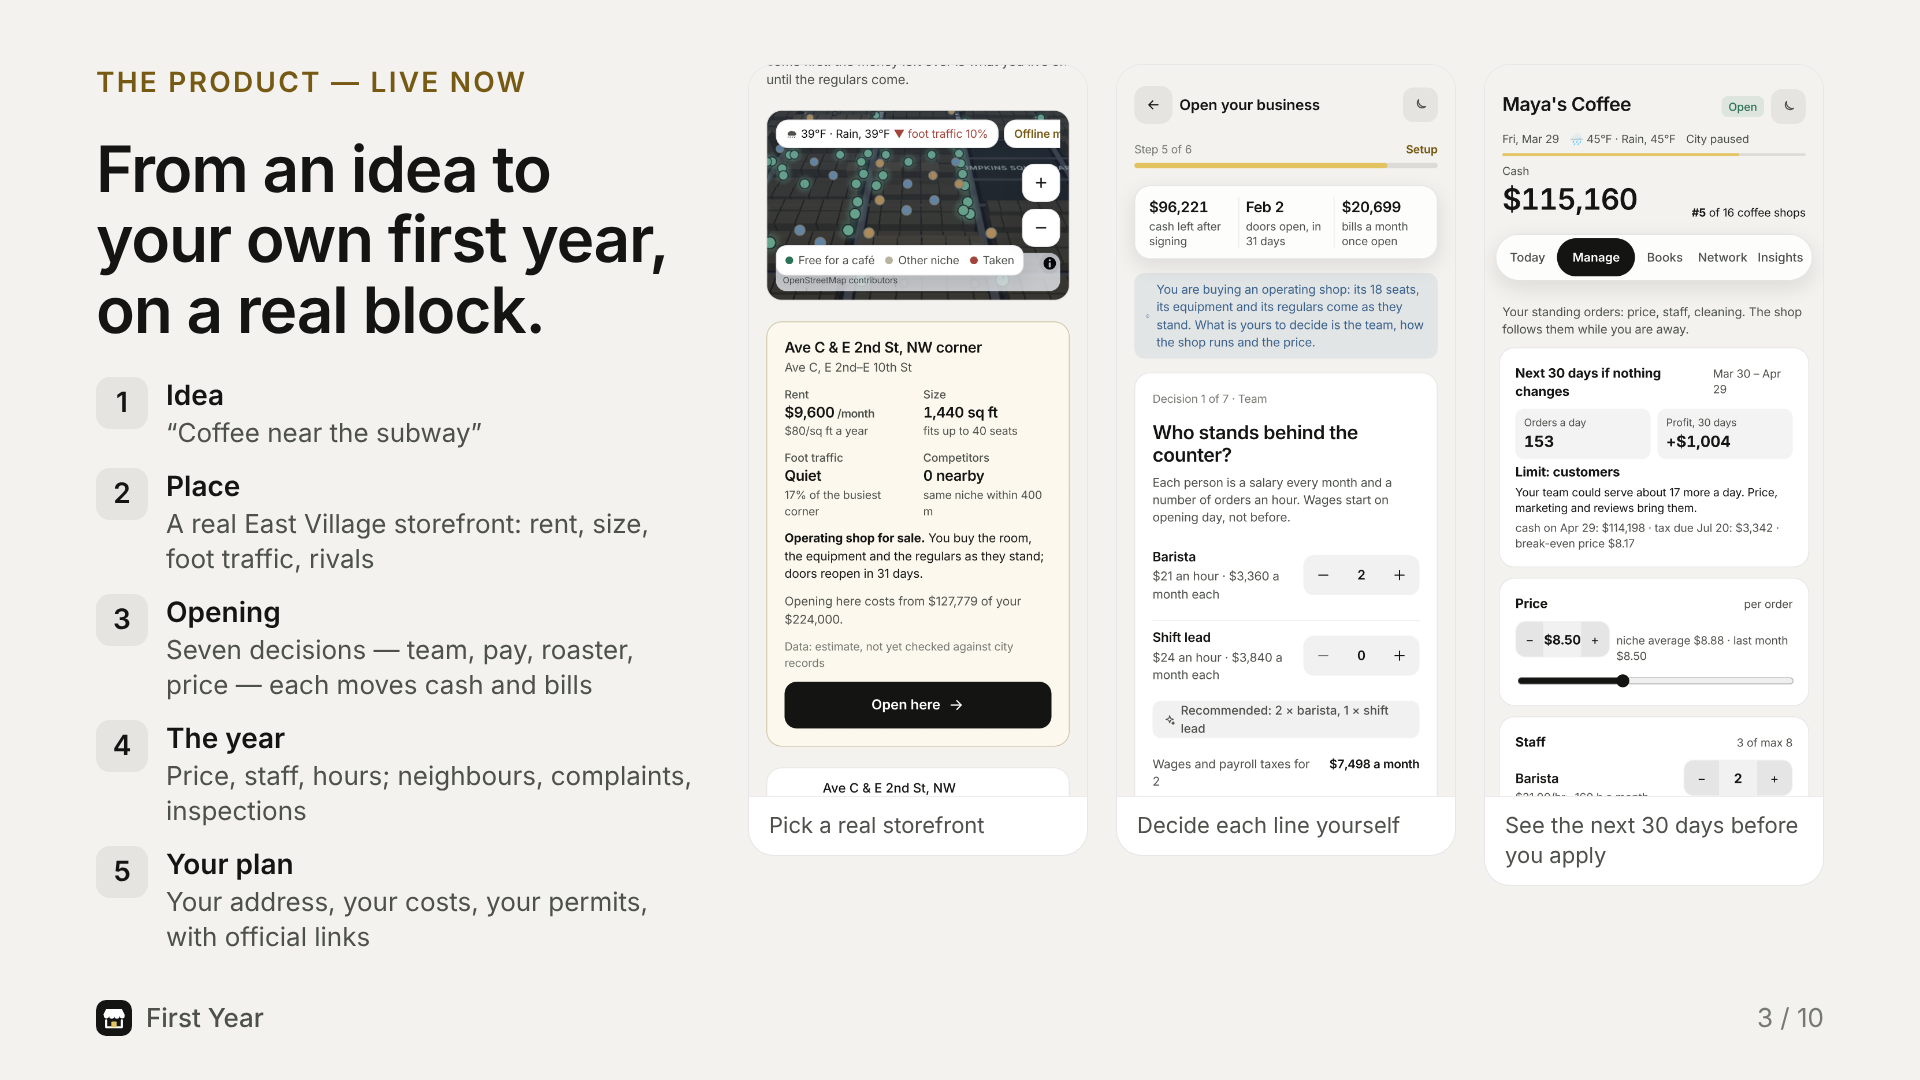 THE PRODUCT — LIVE NOW
From an idea to
your own first year,
on a real block.
1
Idea
“Coffee near the subway”
2
Place
A real East Village storefront: rent, size,
foot traffic, rivals
3
Opening
Seven decisions — team, pay, roaster,
price — each moves cash and bills
4
The year
Price, staff, hours; neighbours, complaints,
inspections
5
Your plan
Your address, your costs, your permits,
with official links
until the regulars come.
39°F · Rain, 39°F ▼ foot traffic 10%
Offline m
+
−
Free for a café
Other niche
Taken
OpenStreetMap contributors
Ave C & E 2nd St, NW corner
Ave C, E 2nd–E 10th St
Rent
Size
$9,600 /month
1,440 sq ft
$80/sq ft a year
fits up to 40 seats
Foot traffic
Competitors
Quiet
0 nearby
17% of the busiest
corner
same niche within 400
m
Operating shop for sale. You buy the room,
the equipment and the regulars as they stand;
doors reopen in 31 days.
Opening here costs from $127,779 of your
$224,000.
Data: estimate, not yet checked against city
records
Open here →
Ave C & E 2nd St, NW
Pick a real storefront
← Open your business
Step 5 of 6
Setup
$96,221
cash left after
signing
Feb 2
doors open, in
31 days
$20,699
bills a month
once open
You are buying an operating shop: its 18 seats,
its equipment and its regulars come as they
stand. What is yours to decide is the team, how
the shop runs and the price.
Decision 1 of 7 · Team
Who stands behind the
counter?
Each person is a salary every month and a
number of orders an hour. Wages start on
opening day, not before.
Barista
$21 an hour · $3,360 a
month each
− 2 +
Shift lead
$24 an hour · $3,840 a
month each
− 0 +
Recommended: 2 × barista, 1 × shift
lead
Wages and payroll taxes for
2
$7,498 a month
Decide each line yourself
Maya's Coffee
Open
Fri, Mar 29
45°F · Rain, 45°F
City paused
Cash
$115,160
#5 of 16 coffee shops
Today
Manage
Books
Network
Insights
Your standing orders: price, staff, cleaning. The shop
follows them while you are away.
Next 30 days if nothing
changes
Mar 30 – Apr
29
Orders a day
153
Profit, 30 days
+$1,004
Limit: customers
Your team could serve about 17 more a day. Price,
marketing and reviews bring them.
cash on Apr 29: $114,198 · tax due Jul 20: $3,342 ·
break-even price $8.17
Price
per order
− $8.50 +
niche average $8.88 · last month
$8.50
Staff
3 of max 8
Barista
− 2 +
See the next 30 days before
you apply
First Year
3 / 10